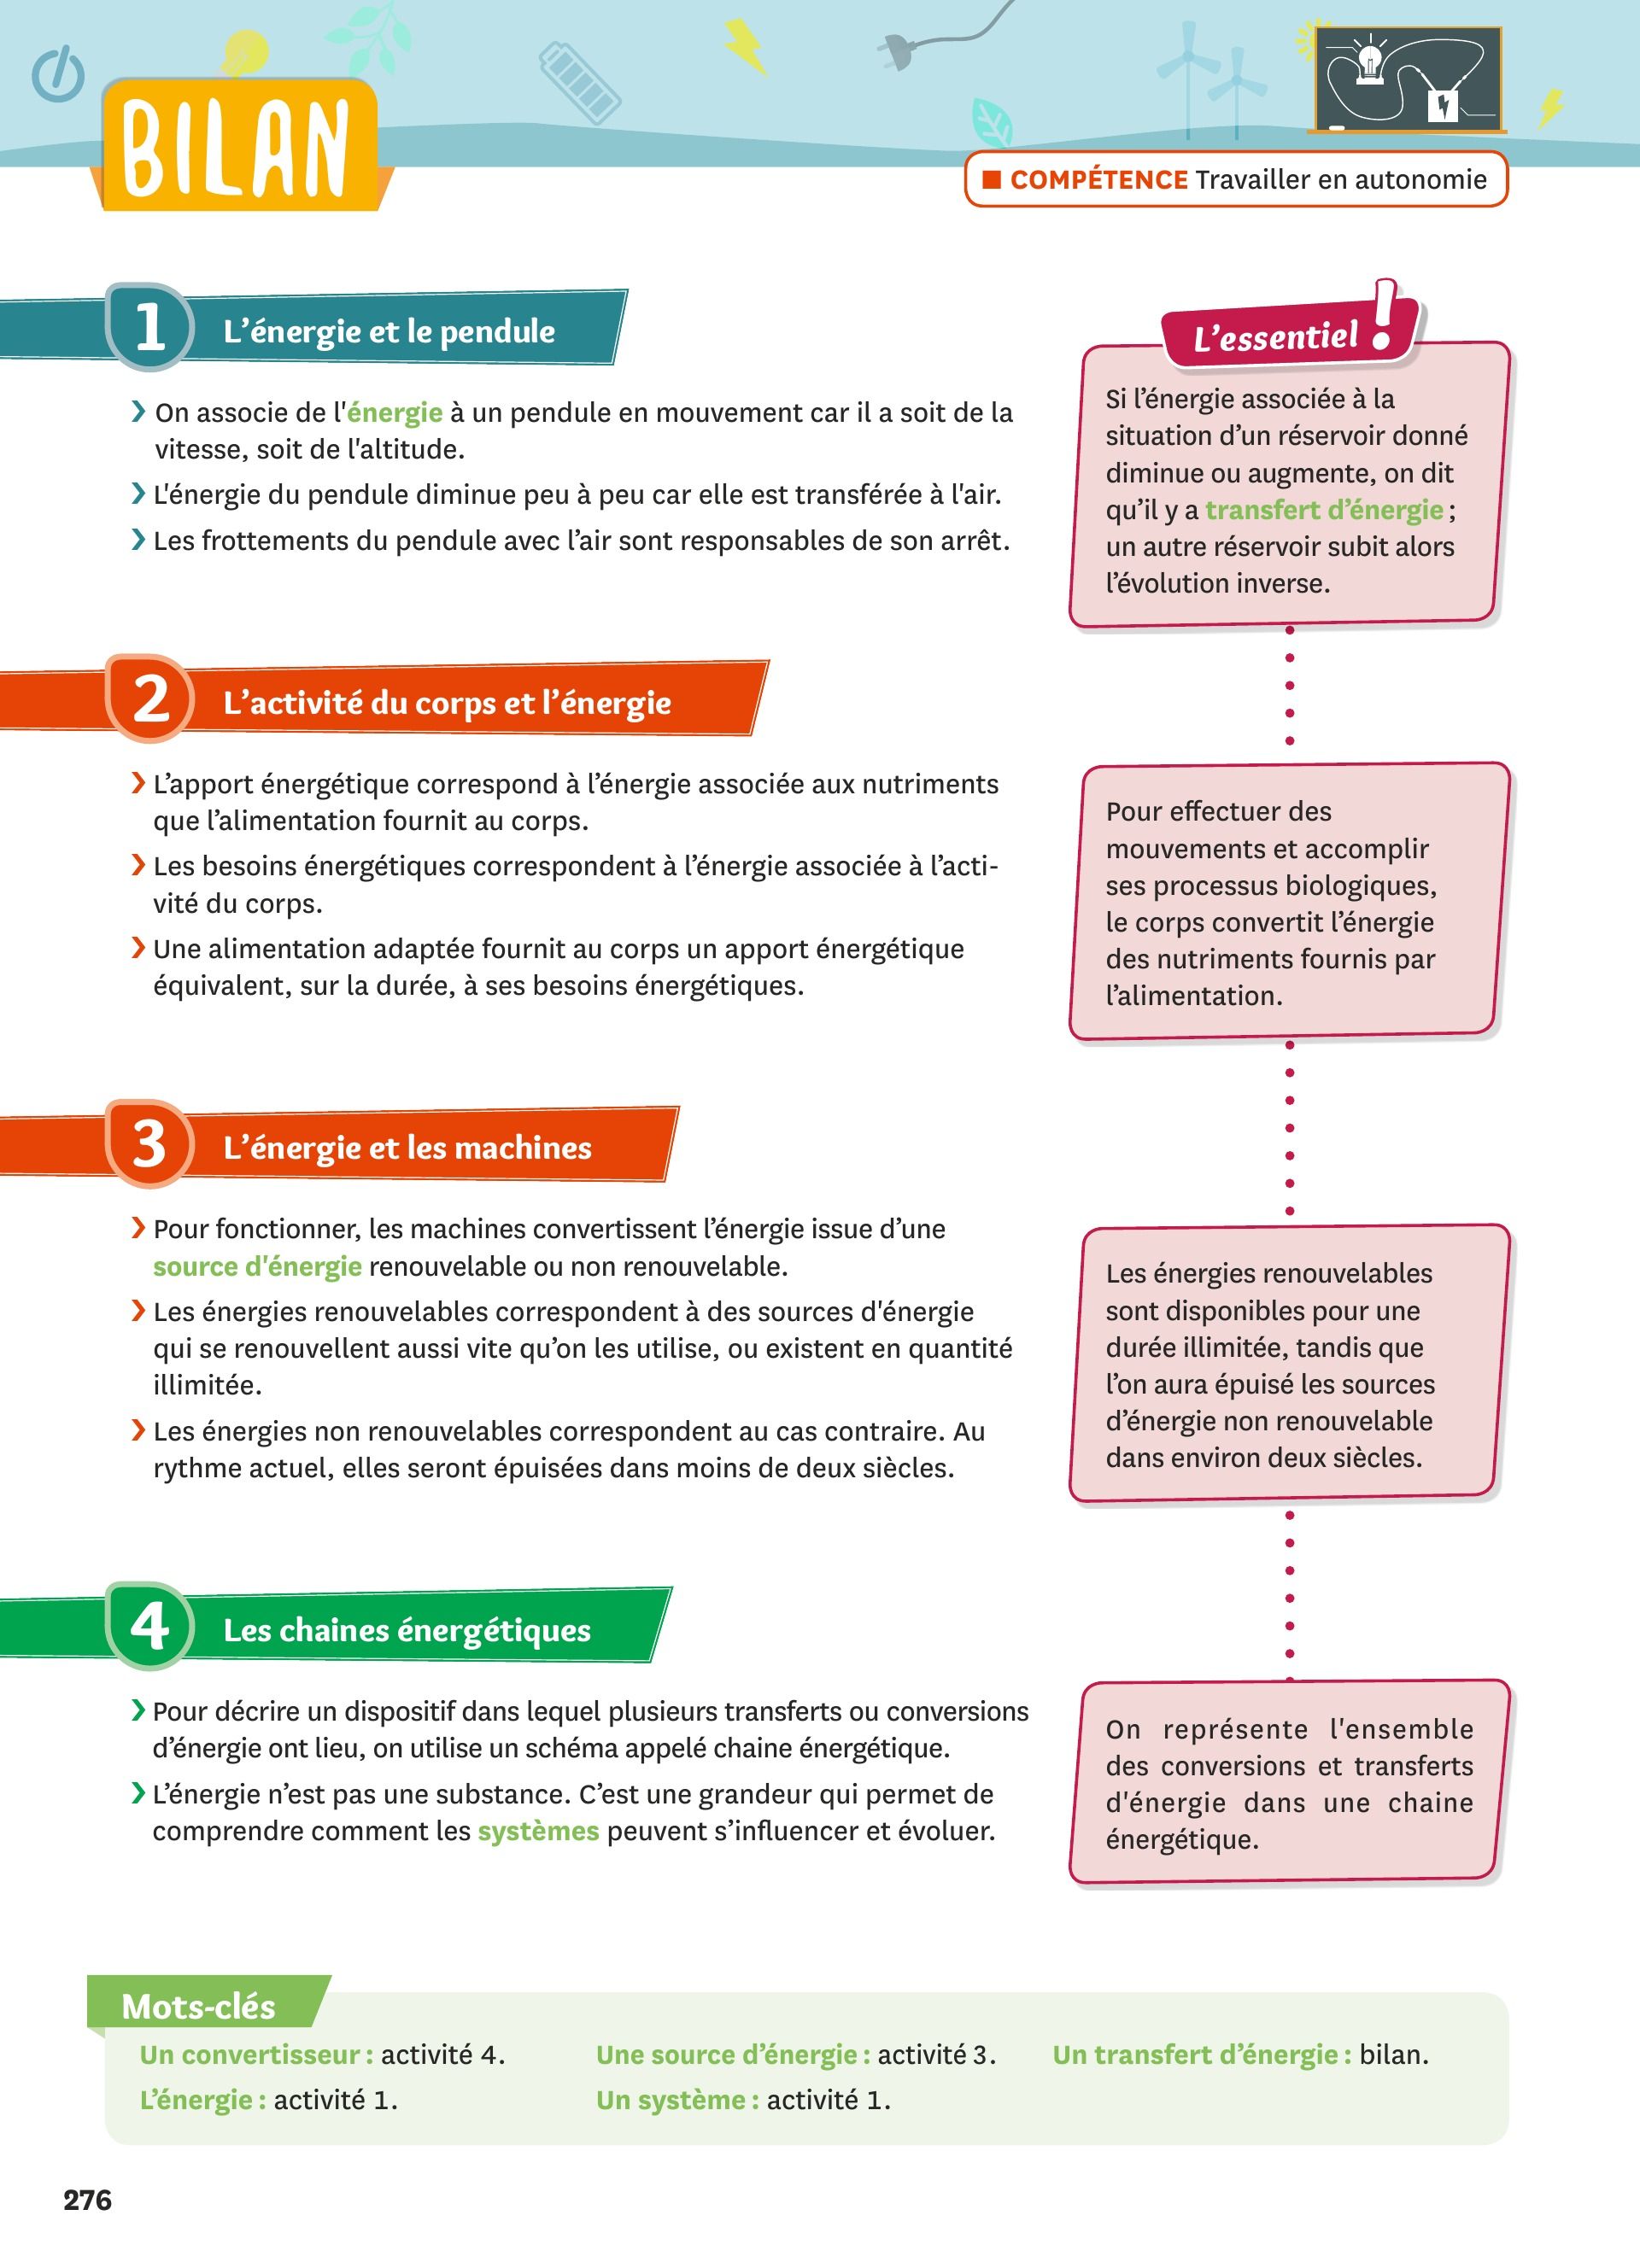 BILAN
COMPÉTENCE Travailler en autonomie
1 L’énergie et le pendule
› On associe de l'énergie à un pendule en mouvement car il a soit de la
vitesse, soit de l'altitude.
› L'énergie du pendule diminue peu à peu car elle est transférée à l'air.
› Les frottements du pendule avec l’air sont responsables de son arrêt.
L’essentiel !
Si l’énergie associée à la
situation d’un réservoir donné
diminue ou augmente, on dit
qu’il y a transfert d’énergie ;
un autre réservoir subit alors
l’évolution inverse.
2 L’activité du corps et l’énergie
› L’apport énergétique correspond à l’énergie associée aux nutriments
que l’alimentation fournit au corps.
› Les besoins énergétiques correspondent à l’énergie associée à l’acti-
vité du corps.
› Une alimentation adaptée fournit au corps un apport énergétique
équivalent, sur la durée, à ses besoins énergétiques.
Pour effectuer des
mouvements et accomplir
ses processus biologiques,
le corps convertit l’énergie
des nutriments fournis par
l’alimentation.
3 L’énergie et les machines
› Pour fonctionner, les machines convertissent l’énergie issue d’une
source d'énergie renouvelable ou non renouvelable.
› Les énergies renouvelables correspondent à des sources d'énergie
qui se renouvellent aussi vite qu’on les utilise, ou existent en quantité
illimitée.
› Les énergies non renouvelables correspondent au cas contraire. Au
rythme actuel, elles seront épuisées dans moins de deux siècles.
Les énergies renouvelables
sont disponibles pour une
durée illimitée, tandis que
l’on aura épuisé les sources
d’énergie non renouvelable
dans environ deux siècles.
4 Les chaines énergétiques
› Pour décrire un dispositif dans lequel plusieurs transferts ou conversions
d’énergie ont lieu, on utilise un schéma appelé chaine énergétique.
› L’énergie n’est pas une substance. C’est une grandeur qui permet de
comprendre comment les systèmes peuvent s’influencer et évoluer.
On représente l'ensemble
des conversions et transferts
d'énergie dans une chaine
énergétique.
Mots-clés
Un convertisseur : activité 4.
L’énergie : activité 1.
Une source d’énergie : activité 3.
Un système : activité 1.
Un transfert d’énergie : bilan.
276